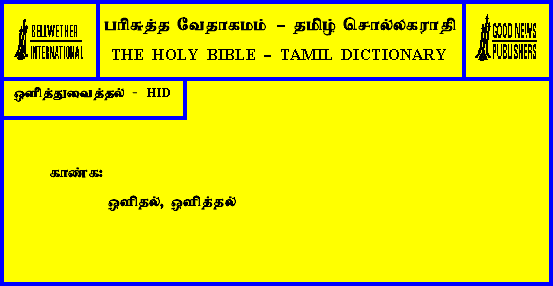 BELLWETHER
INTERNATIONAL
பரிசுத்த வேதாகமம் - தமிழ் சொல்லகராதி
THE HOLY BIBLE - TAMIL DICTIONARY
GOOD NEWS
PUBLISHERS
ஒளித்துவைத்தல் - HID
காண்க:
ஒளிதல், ஒளித்தல்